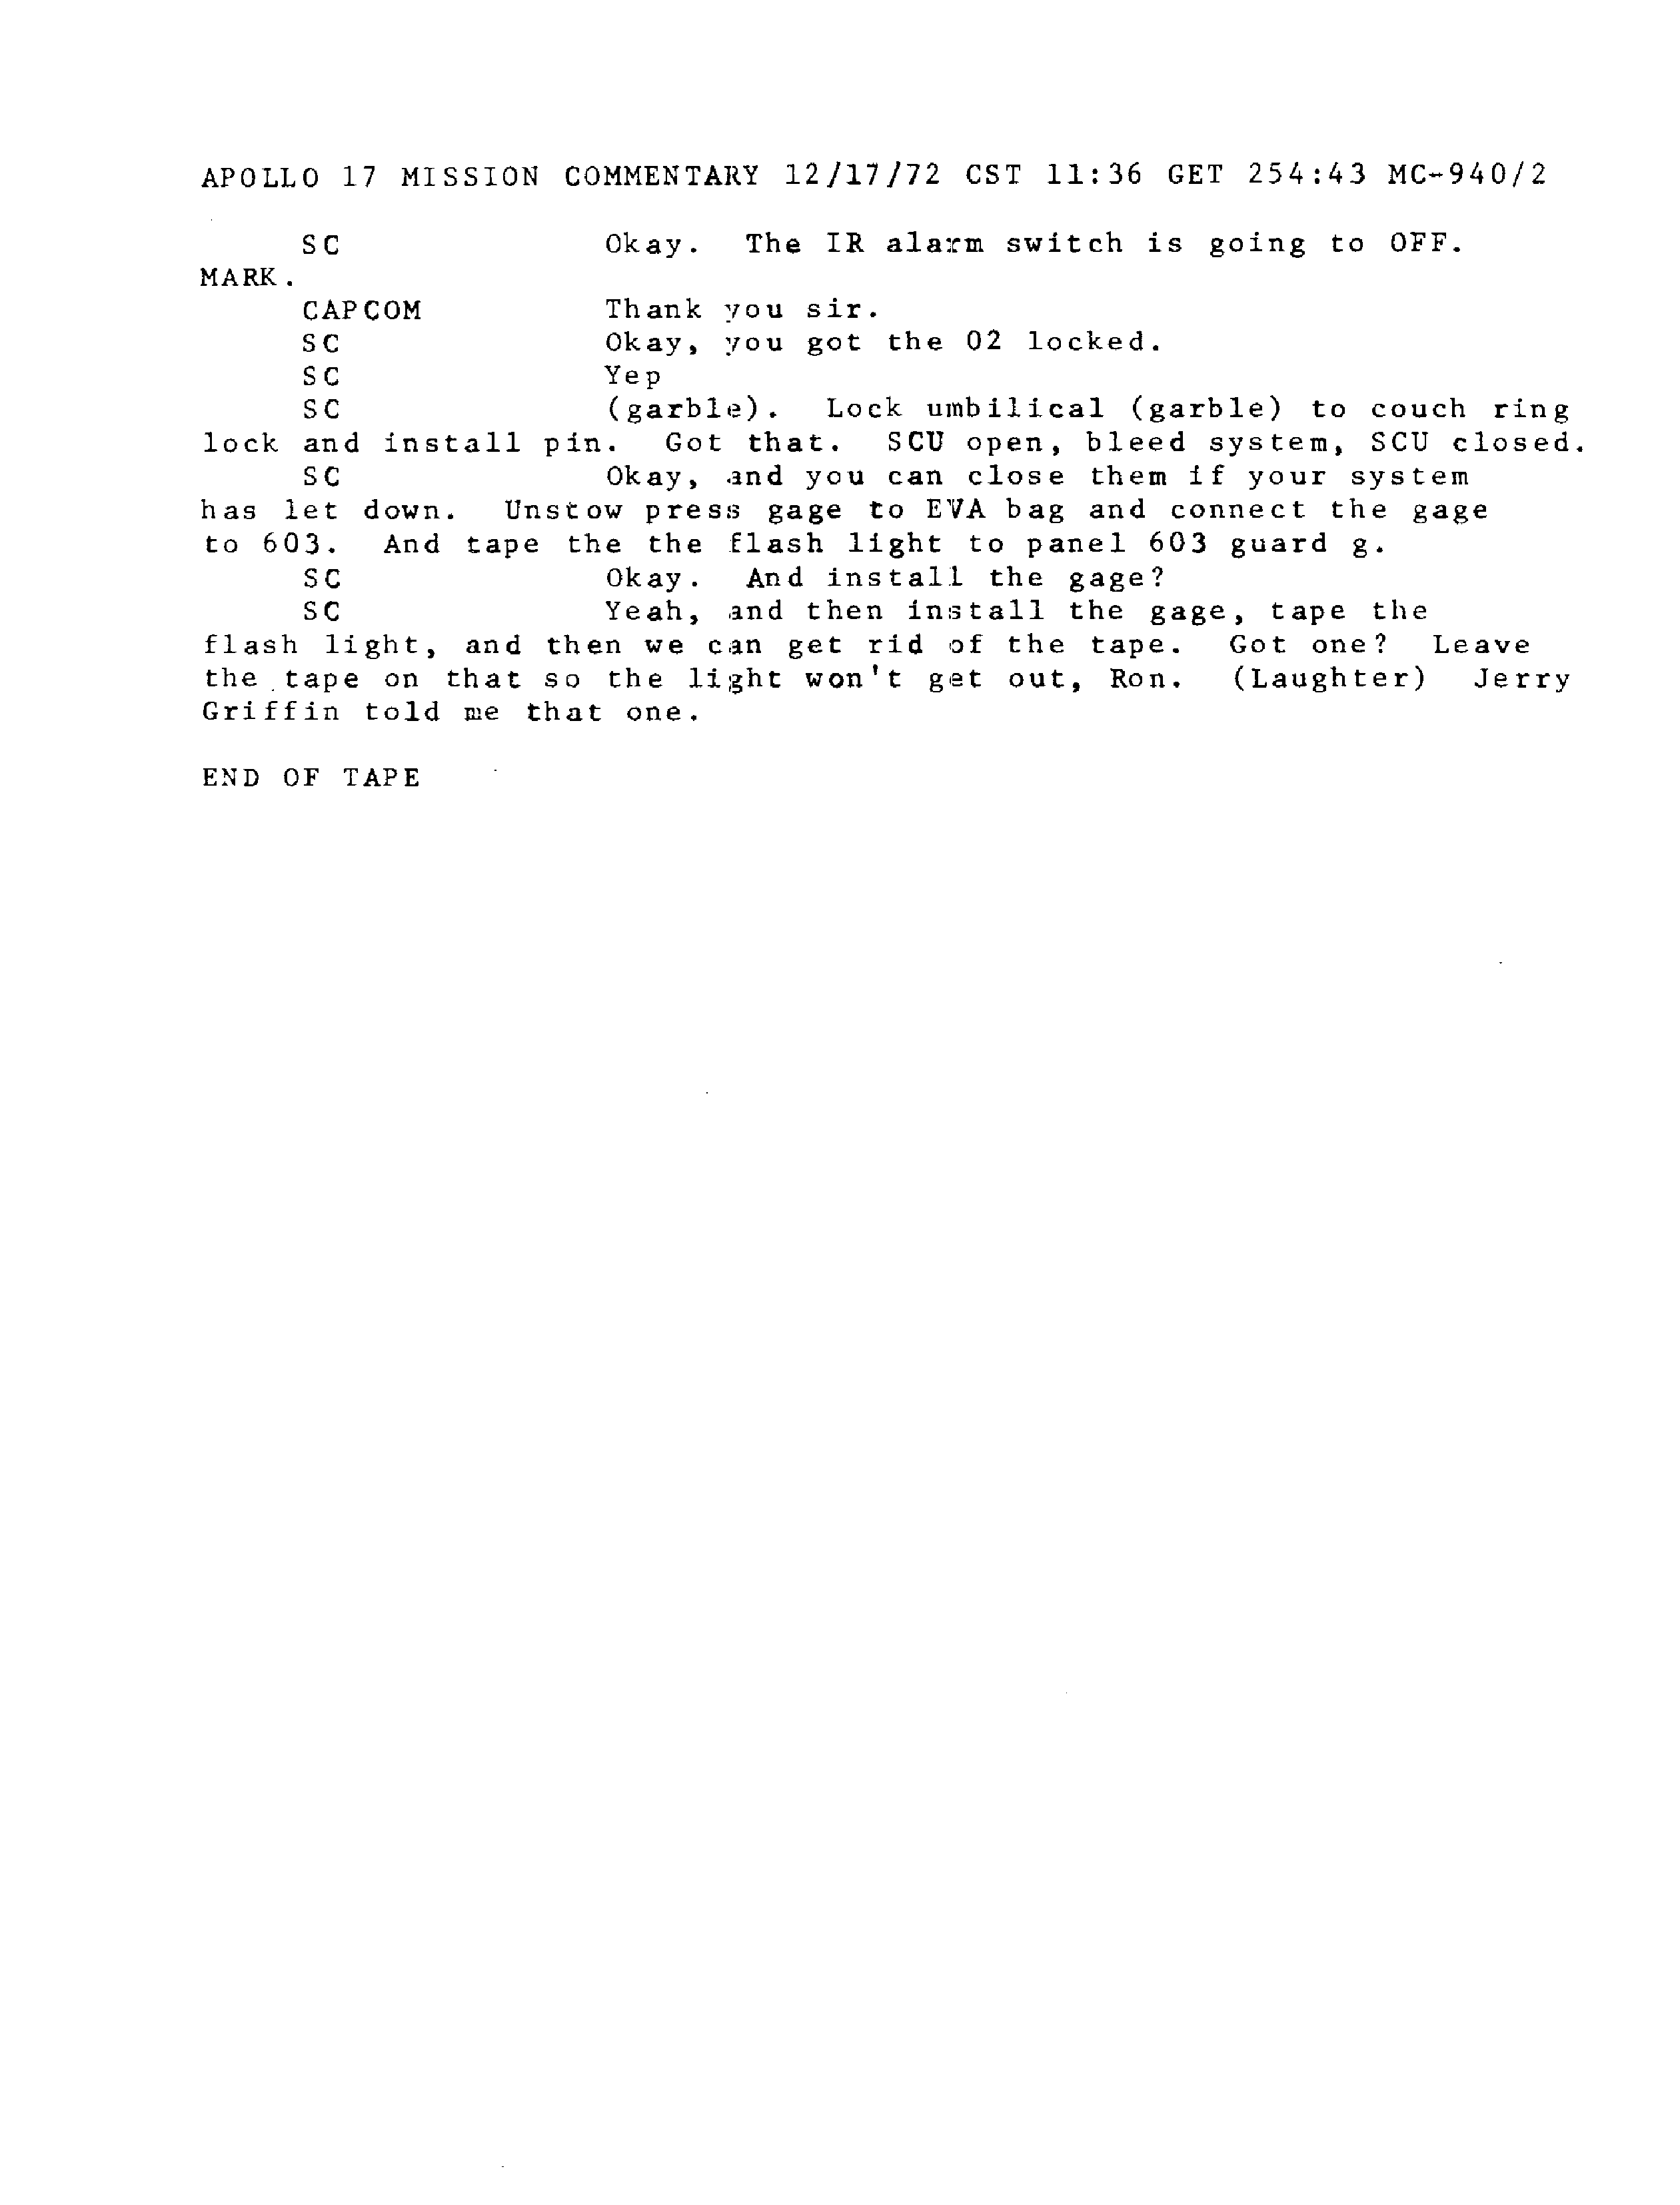 APOLLO 17 MISSION COMMENTARY 12/17/72 CST 11:36 GET 254:43 MC-940/2
SC Okay. The IR alarm switch is going to OFF.
MARK.
CAPCOM Thank you sir.
SC Okay, you got the 02 locked.
SC Yep
SC (garble). Lock umbilical (garble) to couch ring
lock and install pin. Got that. SCU open, bleed system, SCU closed.
SC Okay, and you can close them if your system
has let down. Unstow press gage to EVA bag and connect the gage
to 603. And tape the the flash light to panel 603 guard g.
SC Okay. And install the gage?
SC Yeah, and then install the gage, tape the
flash light, and then we can get rid of the tape. Got one? Leave
the tape on that so the light won't get out, Ron. (Laughter) Jerry
Griffin told me that one.
END OF TAPE